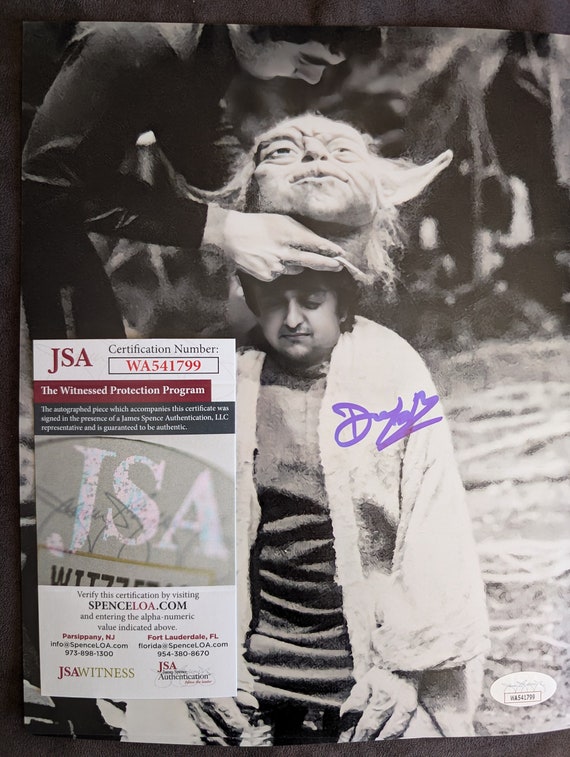 JSA
Certification Number:
WA541799
The Witnessed Protection Program
The autographed piece which accompanies this certificate was
signed in the presence of a James Spence Authentication, LLC
representative and is guaranteed to be authentic.
JSA
Verify this certification by visiting
SPENCELOA.COM
and entering the alpha-numeric
value indicated above.
Parsippany, NJ
info@SpenceLOA.com
973-898-1300
Fort Lauderdale, FL
florida@SpenceLOA.com
954-380-8670
JSAWITNESS
JSA
Authentication
WA541799